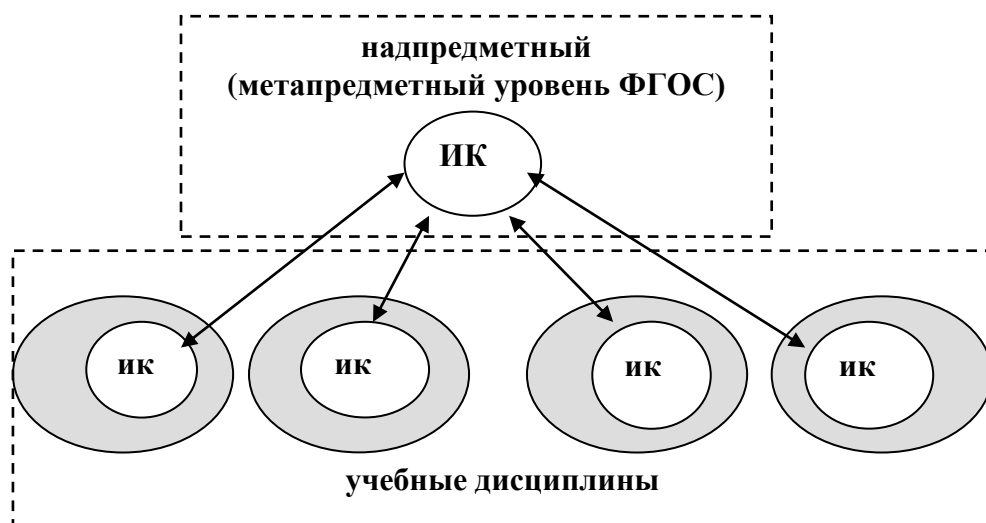 надпредметный
(метапредметный уровень ФГОС)
ИК
ик
ик
ик
ик
учебные дисциплины